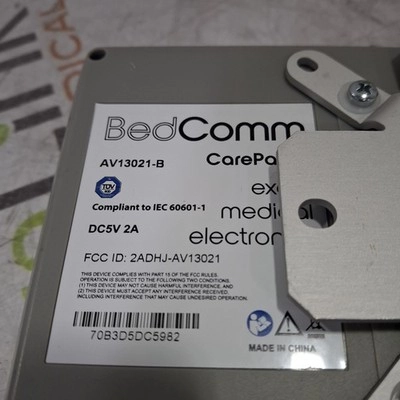 BedComm
CarePa
AV13021-B
TÜV
Compliant to IEC 60601-1
DC5V 2A
medical
electron
FCC ID: 2ADHJ-AV13021
THIS DEVICE COMPLIES WITH PART 15 OF THE FCC RULES.
OPERATION IS SUBJECT TO THE FOLLOWING TWO CONDITIONS.
(1) THIS DEVICE MAY NOT CAUSE HARMFUL INTERFERENCE, AND
(2) THIS DEVICE MUST ACCEPT ANY INTERFERENCE RECEIVED,
INCLUDING INTERFERENCE THAT MAY CAUSE UNDESIRED OPERATION.
70B3D5DC5982
MADE IN CHINA